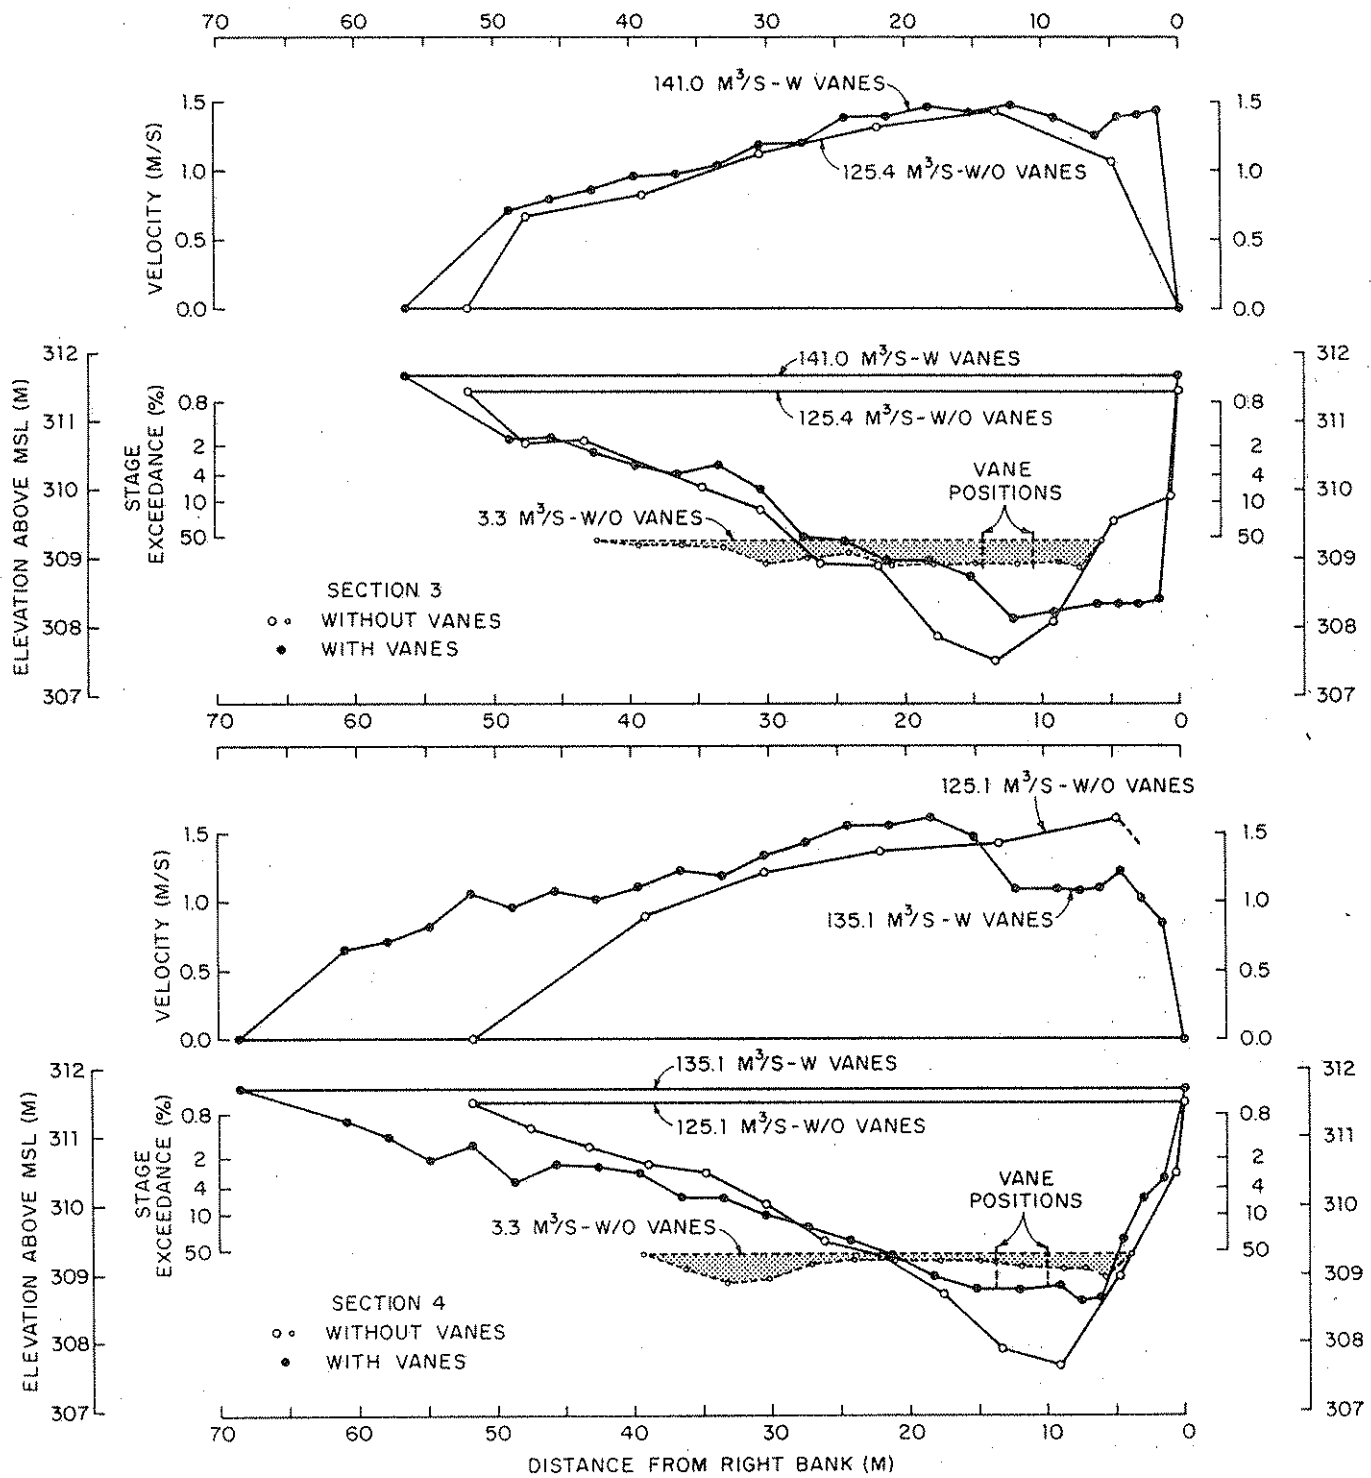 70 60 50 40 30 20 10 0
141.0 M³/S-W VANES
1.5 1.5
VELOCITY (M/S)
1.0 1.0
125.4 M³/S-W/O VANES
0.5 0.5
0.0 0.0
312 312
141.0 M³/S-W VANES
ELEVATION ABOVE MSL (M)
STAGE
EXCEEDANCE (%)
311 311
0.8 0.8
125.4 M³/S-W/O VANES
2 2
4 4
VANE
POSITIONS
310 310
10 10
3.3 M³/S-W/O VANES
50 50
309 309
SECTION 3
WITHOUT VANES
308 308
WITH VANES
307 307
70 60 50 40 30 20 10 0
125.1 M³/S-W/O VANES
1.5 1.5
VELOCITY (M/S)
1.0 1.0
135.1 M³/S-W VANES
0.5 0.5
0.0 0.0
135.1 M³/S-W VANES
312 312
ELEVATION ABOVE MSL (M)
STAGE
EXCEEDANCE (%)
0.8 0.8
125.1 M³/S-W/O VANES
311 311
2 2
4 4
VANE
POSITIONS
310 310
10 10
3.3 M³/S-W/O VANES
50 50
309 309
SECTION 4
WITHOUT VANES
308 308
WITH VANES
307 307
70 60 50 40 30 20 10 0
DISTANCE FROM RIGHT BANK (M)